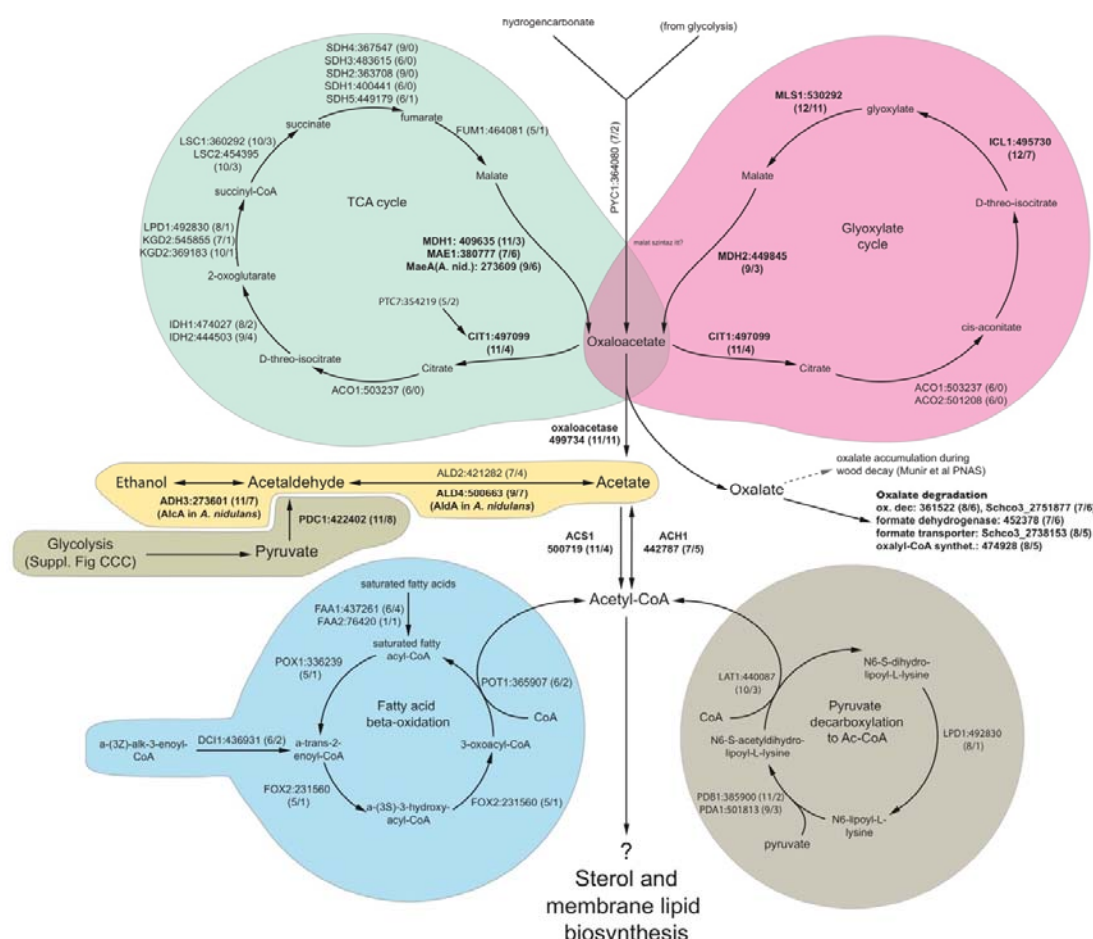 hydrogencarbonate
(from glycolysis)
SDH4:367547 (9/0)
SDH3:483615 (6/0)
SDH2:363708 (9/0)
SDH1:400441 (6/0)
SDH5:449179 (6/1)
succinate
fumarate
FUM1:464081 (5/1)
LSC1:360292 (10/3)
LSC2:454395
(10/3)
succinyl-CoA
Malate
TCA cycle
LPD1:492830 (8/1)
KGD2:545855 (7/1)
KGD2:369183 (10/1)
2-oxoglutarate
MDH1: 409635 (11/3)
MAE1:380777 (7/6)
MaeA(A. nid.): 273609 (9/6)
PTC7:354219 (5/2)
IDH1:474027 (8/2)
IDH2:444503 (9/4)
CIT1:497099
(11/4)
D-threo-isocitrate
Citrate
ACO1:503237 (6/0)
PYC1:364080 (7/2)
Oxaloacetate
MLS1:530292
(12/11)
glyoxylate
ICL1:495730
(12/7)
Malate
D-threo-isocitrate
Glyoxylate
cycle
MDH2:449845
(9/3)
CIT1:497099
(11/4)
cis-aconitate
Citrate
ACO1:503237 (6/0)
ACO2:501208 (6/0)
oxaloacetase
499734 (11/11)
oxalate accumulation during
wood decay (Munir et al PNAS)
Oxalate
Oxalate degradation
ox. dec: 361522 (8/6), Schco3_2751877 (7/6)
formate dehydrogenase: 452378 (7/6)
formate transporter: Schco3_2738153 (8/5)
oxalyl-CoA synthet.: 474928 (8/5)
Ethanol
Acetaldehyde
ALD2:421282 (7/4)
Acetate
ADH3:273601 (11/7)
(AlcA in A. nidulans)
ALD4:500663 (9/7)
(AldA in A. nidulans)
PDC1:422402 (11/8)
Glycolysis
(Suppl. Fig CCC)
Pyruvate
ACS1
500719 (11/4)
ACH1
442787 (7/5)
Acetyl-CoA
saturated fatty acids
FAA1:437261 (6/4)
FAA2:76420 (1/1)
saturated fatty
acyl-CoA
POX1:336239
(5/1)
POT1:365907 (6/2)
Fatty acid
beta-oxidation
CoA
a-(3Z)-alk-3-enoyl-
CoA
DCI1:436931 (6/2)
a-trans-2-
enoyl-CoA
3-oxoacyl-CoA
FOX2:231560
(5/1)
a-(3S)-3-hydroxy-
acyl-CoA
FOX2:231560 (5/1)
LAT1:440087
(10/3)
N6-S-dihydro-
lipoyl-L-lysine
CoA
Pyruvate
decarboxylation
to Ac-CoA
N6-S-acetyldihydro-
lipoyl-L-lysine
LPD1:492830
(8/1)
PDB1:385900 (11/2)
PDA1:501813 (9/3)
N6-lipoyl-L-
lysine
pyruvate
?
Sterol and
membrane lipid
biosynthesis